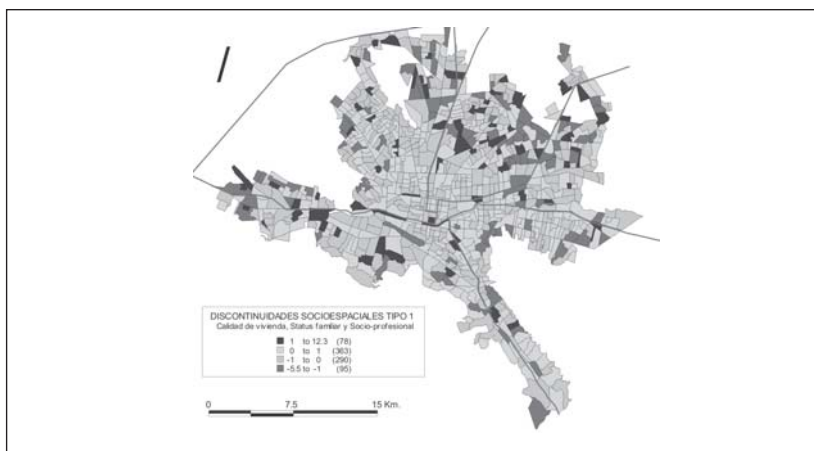 DISCONTINUIDADES SOCIOESPACIALES TIPO 1
Calidad de vivienda, Status familiar y Socio-profesional
1 to 12.3 (78)
0 to 1 (363)
-1 to 0 (290)
-5.5 to -1 (95)
0 7.5 15 Km.